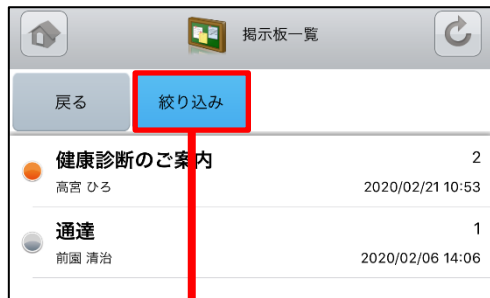 掲示板一覧
戻る 絞り込み
健康診断のご案内 2
高宮 ひろ 2020/02/21 10:53
通達 1
前園 清治 2020/02/06 14:06